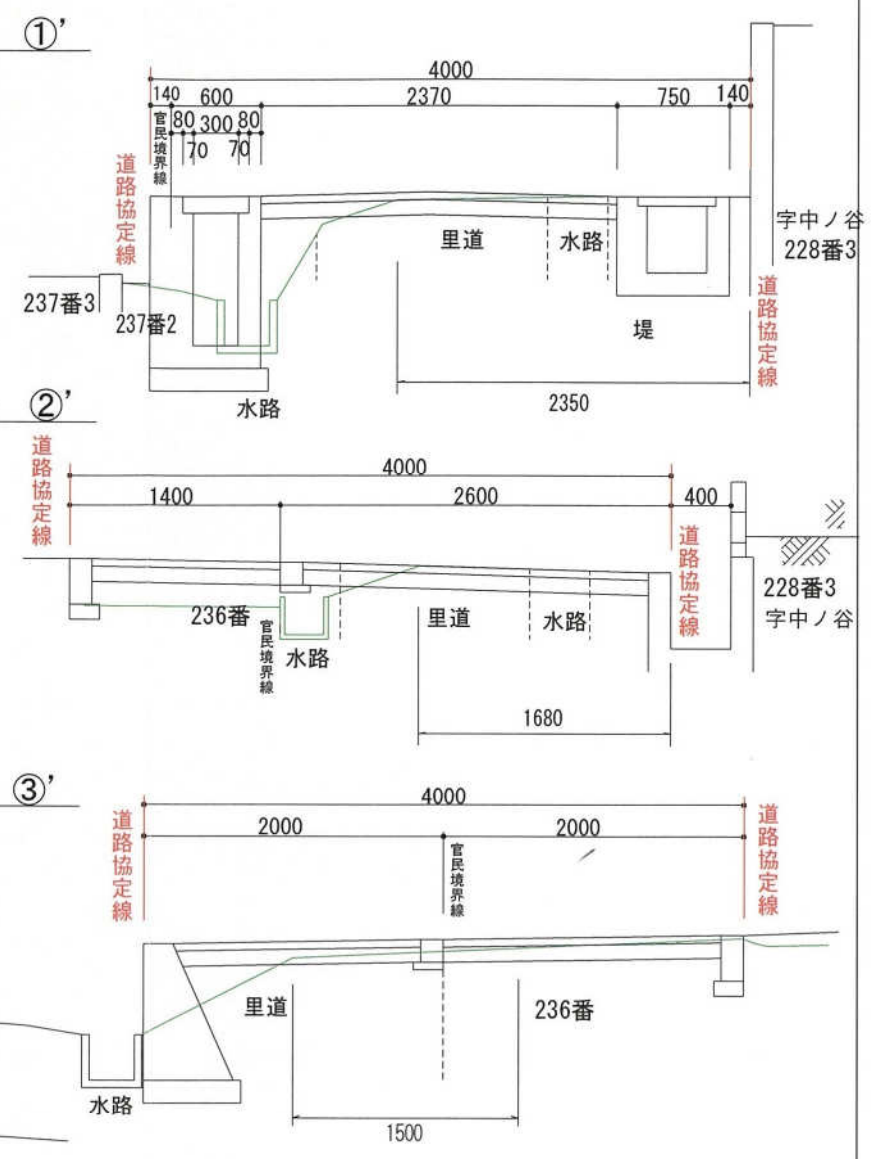 ①’
4000
140 600 2370 750 140
80 300 80
70 70
官民境界線
道路協定線
字中ノ谷
228番3
里道
水路
237番3
237番2
道路協定線
堤
水路
2350
②’
道路協定線
4000
1400 2600 400
道路協定線
228番3
字中ノ谷
236番
官民境界線
水路
里道
水路
1680
③’
道路協定線
4000
2000 2000
官民境界線
道路協定線
里道
236番
水路
1500